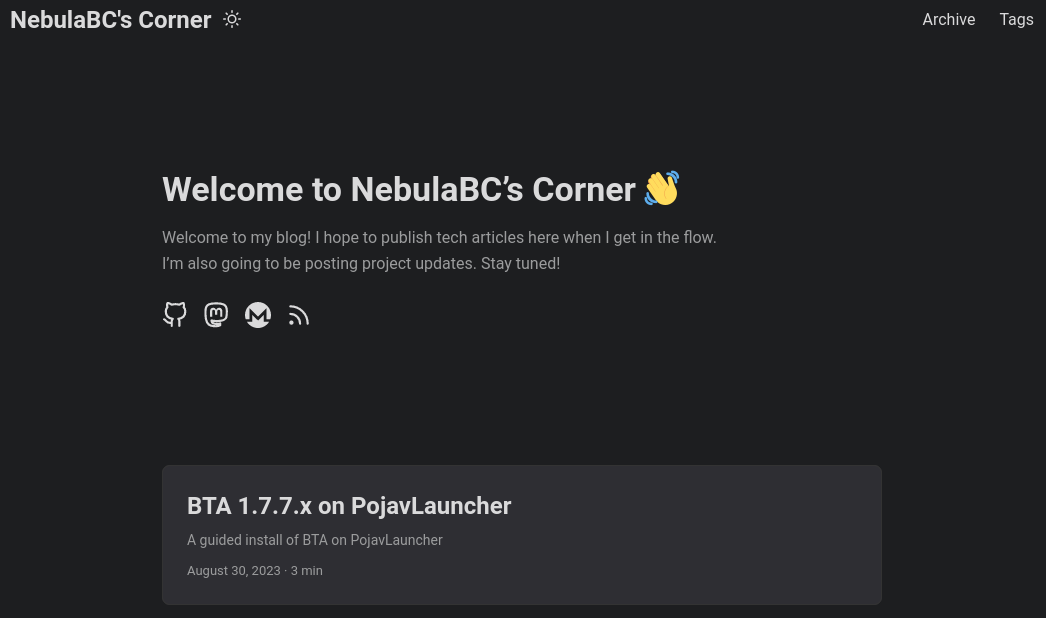 NebulaBC's Corner
Archive
Tags
Welcome to NebulaBC’s Corner 👋
Welcome to my blog! I hope to publish tech articles here when I get in the flow.
I’m also going to be posting project updates. Stay tuned!
BTA 1.7.7.x on PojavLauncher
A guided install of BTA on PojavLauncher
August 30, 2023 · 3 min